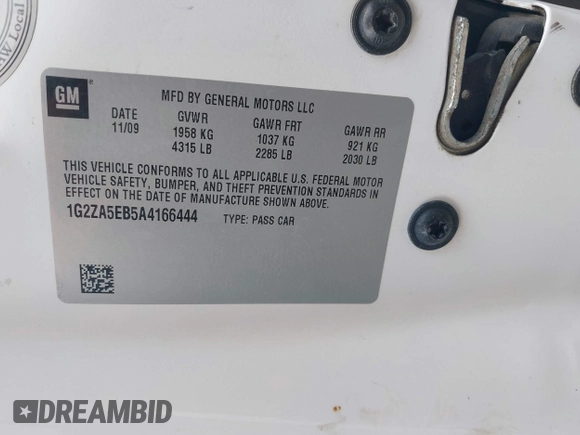 UAW Local
GM
MFD BY GENERAL MOTORS LLC
DATE GVWR GAWR FRT GAWR RR
11/09 1958 KG 1037 KG 921 KG
4315 LB 2285 LB 2030 LB
THIS VEHICLE CONFORMS TO ALL APPLICABLE U.S. FEDERAL MOTOR
VEHICLE SAFETY, BUMPER, AND THEFT PREVENTION STANDARDS IN
EFFECT ON THE DATE OF MANUFACTURE SHOWN ABOVE.
1G2ZA5EB5A4166444 TYPE: PASS CAR
DREAMBID